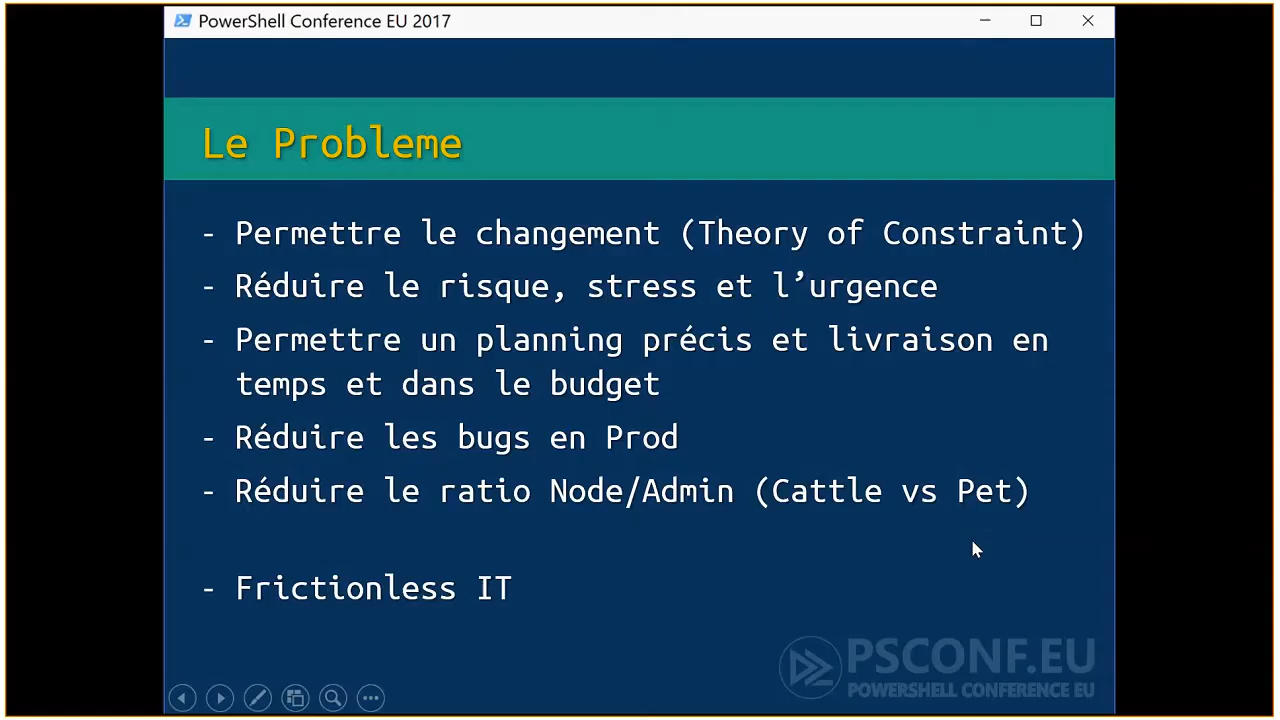 PowerShell Conference EU 2017
Le Probleme
- Permettre le changement (Theory of Constraint)
- Réduire le risque, stress et l’urgence
- Permettre un planning précis et livraison en
temps et dans le budget
- Réduire les bugs en Prod
- Réduire le ratio Node/Admin (Cattle vs Pet)
- Frictionless IT
PSCONF.EU
POWERSHELL CONFERENCE EU